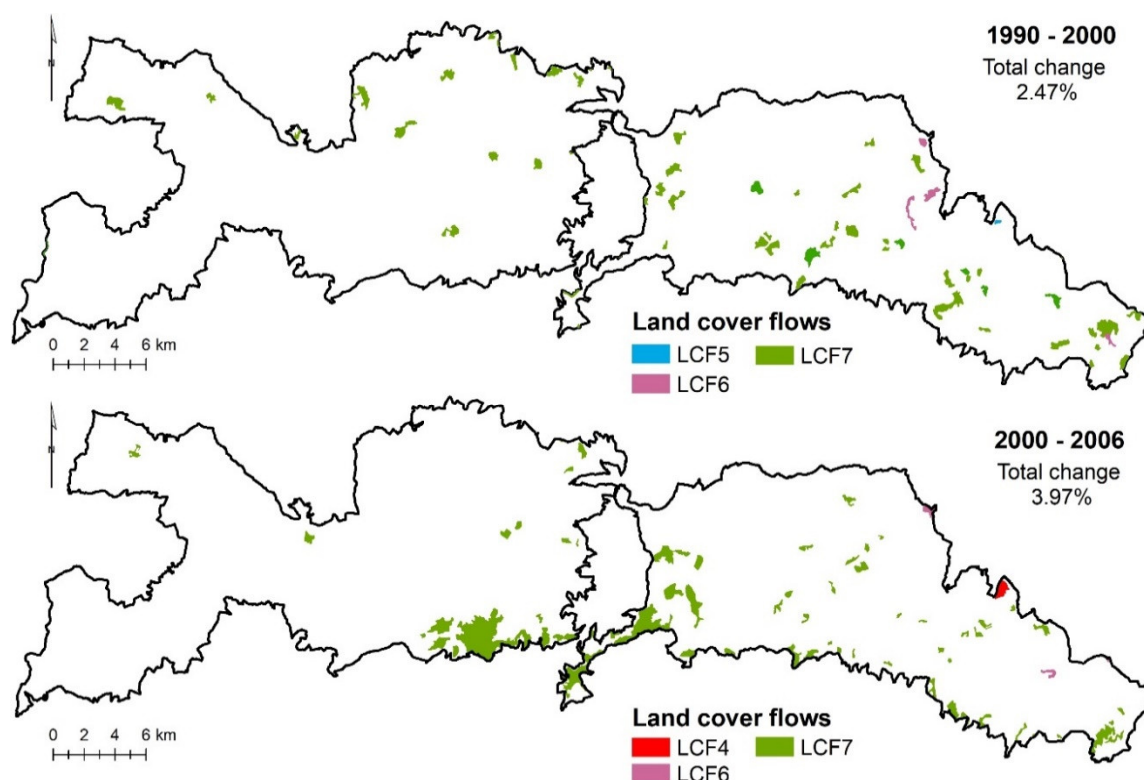 1990 - 2000
Total change
2.47%
N
0 2 4 6 km
Land cover flows
LCF5 LCF7
LCF6
2000 - 2006
Total change
3.97%
N
0 2 4 6 km
Land cover flows
LCF4 LCF7
LCF6